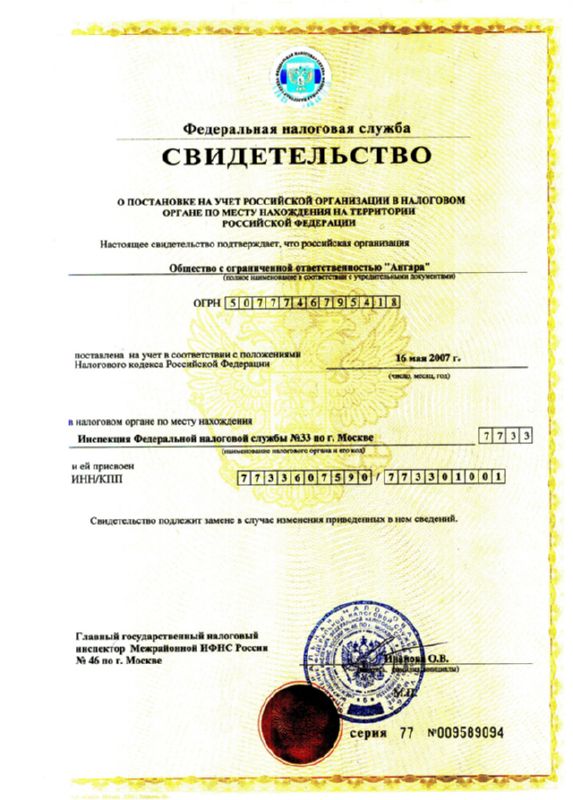 Федеральная налоговая служба
СВИДЕТЕЛЬСТВО
О ПОСТАНОВКЕ НА УЧЕТ РОССИЙСКОЙ ОРГАНИЗАЦИИ В НАЛОГОВОМ
ОРГАНЕ ПО МЕСТУ НАХОЖДЕНИЯ НА ТЕРРИТОРИИ
РОССИЙСКОЙ ФЕДЕРАЦИИ
Настоящее свидетельство подтверждает, что российская организация
Общество с ограниченной ответственностью "Ангара"
(полное наименование в соответствии с учредительными документами)
ОГРН 5077746795418
поставлена на учет в соответствии с положениями
Налогового кодекса Российской Федерации
16 мая 2007 г.
(число, месяц, год)
в налоговом органе по месту нахождения
Инспекция Федеральной налоговой службы №33 по г. Москве 7733
(наименование налогового органа и его код)
и ей присвоен
ИНН/КПП 7733607590 / 773301001
Свидетельство подлежит замене в случае изменения приведенных в нем сведений.
Главный государственный налоговый
инспектор Межрайонной ИФНС России
№ 46 по г. Москве
Иванова О.В.
М.П.
серия 77 №009589094